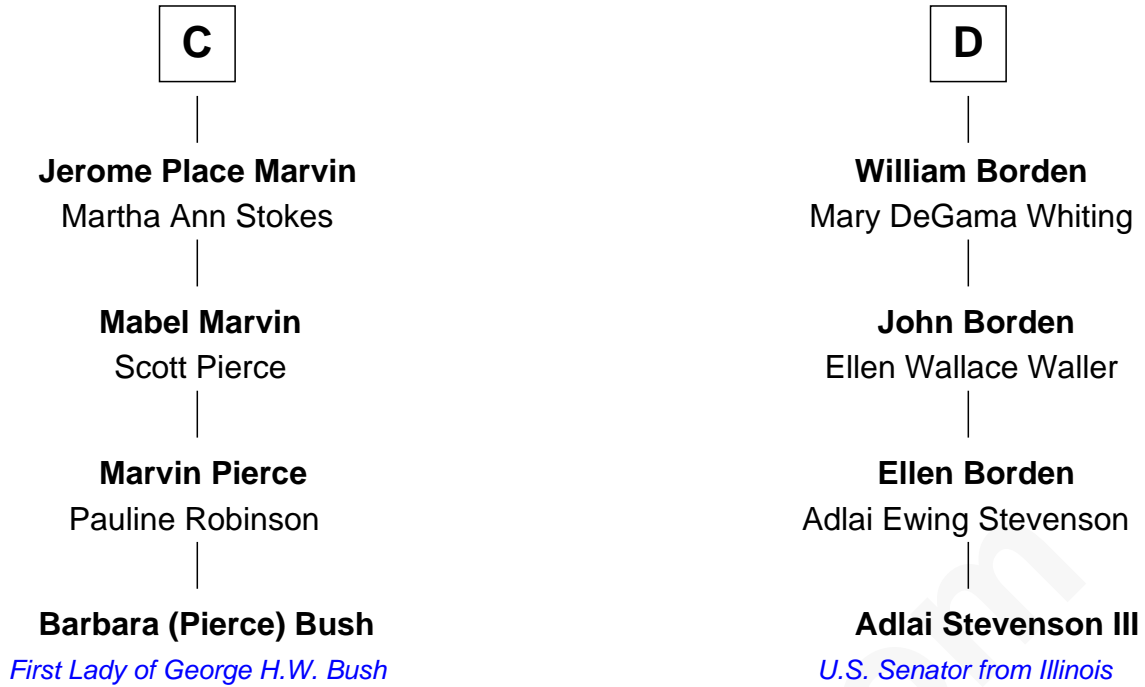 C
Jerome Place Marvin
Martha Ann Stokes
Mabel Marvin
Scott Pierce
Marvin Pierce
Pauline Robinson
Barbara (Pierce) Bush
First Lady of George H.W. Bush
D
William Borden
Mary DeGama Whiting
John Borden
Ellen Wallace Waller
Ellen Borden
Adlai Ewing Stevenson
Adlai Stevenson III
U.S. Senator from Illinois